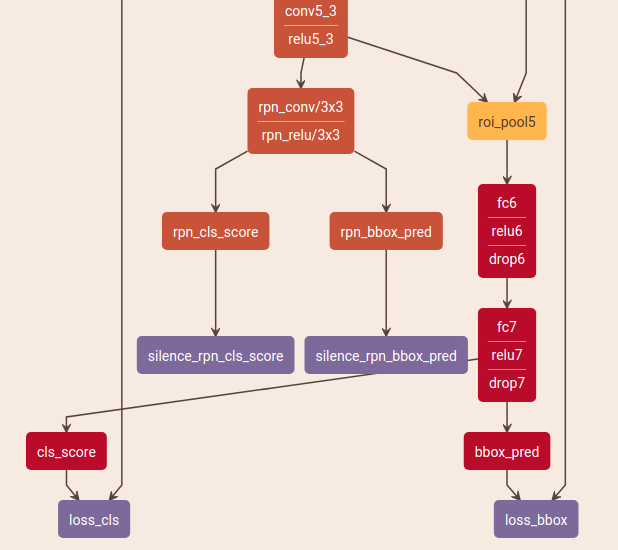 conv5_3
relu5_3
rpn_conv/3x3
rpn_relu/3x3
roi_pool5
fc6
relu6
drop6
rpn_cls_score
rpn_bbox_pred
fc7
relu7
drop7
silence_rpn_cls_score
silence_rpn_bbox_pred
cls_score
bbox_pred
loss_cls
loss_bbox